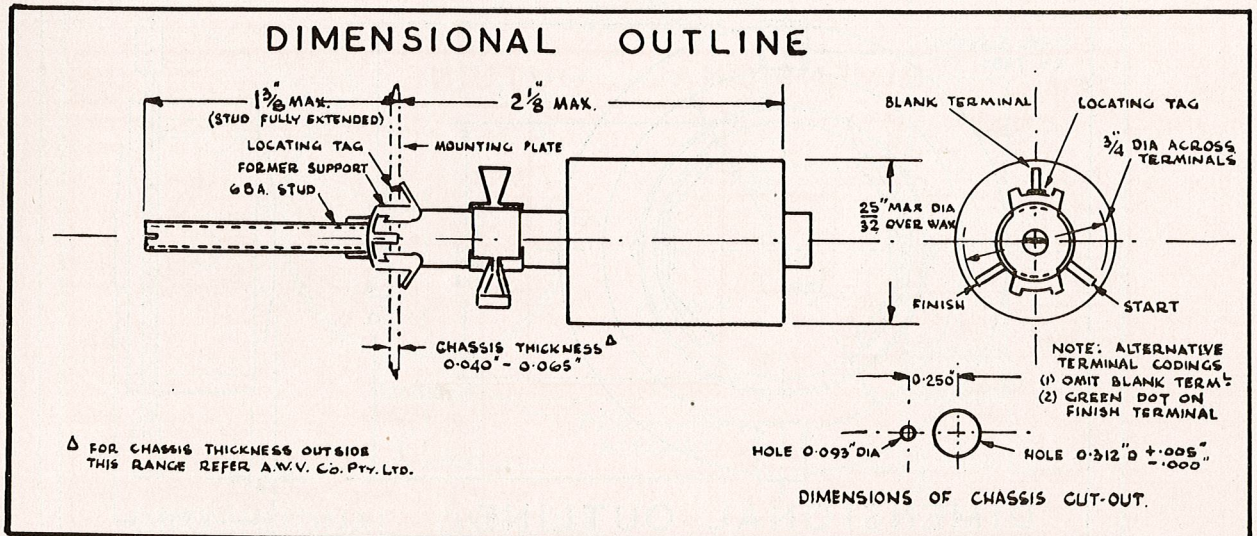 DIMENSIONAL OUTLINE
1 3/8" MAX.
(STUD FULLY EXTENDED)
2 1/8" MAX.
LOCATING TAG
MOUNTING PLATE
FORMER SUPPORT
6 B.A. STUD
CHASSIS THICKNESS Δ
0.040" - 0.065"
25/32" MAX DIA
OVER WAX
BLANK TERMINAL
LOCATING TAG
3/4" DIA ACROSS
TERMINALS
FINISH
START
NOTE: ALTERNATIVE
TERMINAL CODINGS
(1) OMIT BLANK TERML.
(2) GREEN DOT ON
FINISH TERMINAL
0.250"
HOLE 0.093" DIA
HOLE 0.312" D +.005" -.000"
DIMENSIONS OF CHASSIS CUT-OUT.
Δ FOR CHASSIS THICKNESS OUTSIDE
THIS RANGE REFER A.W.V. Co. PTY. LTD.